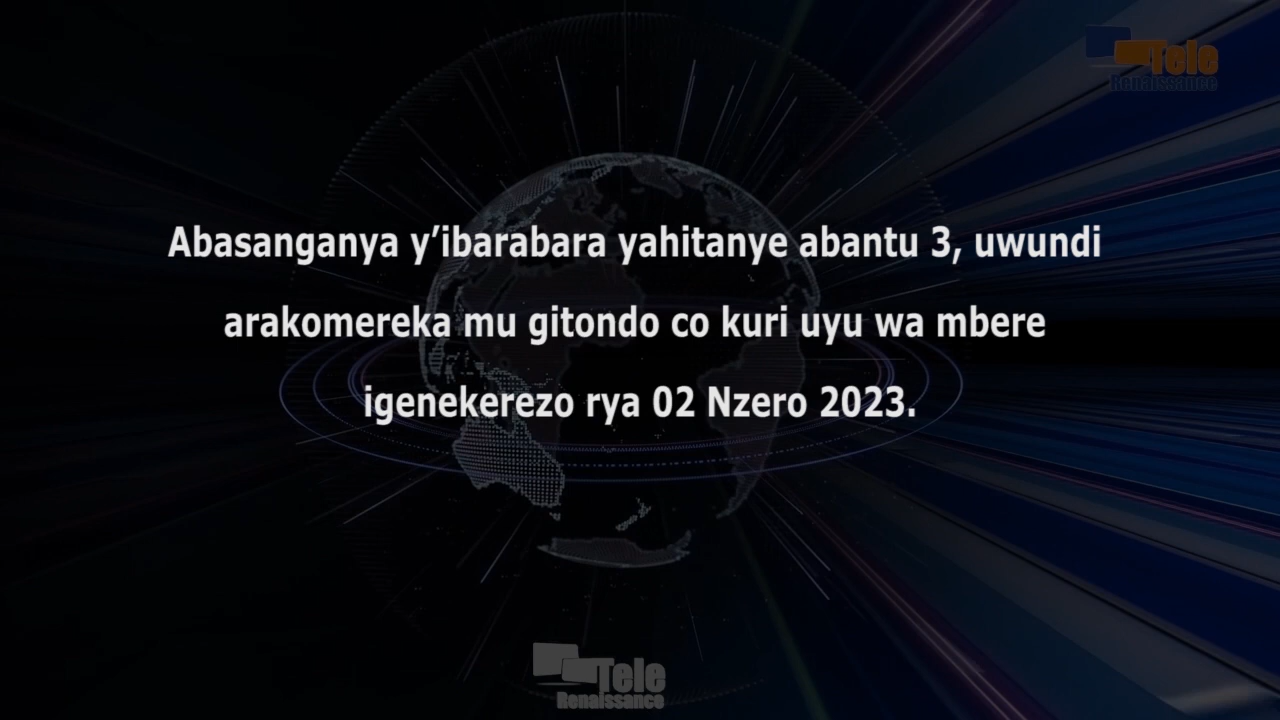 Tele
Renaissance
Abasanganya y’ibarabara yahitanye abantu 3, uwundi
arakomereka mu gitondo co kuri uyu wa mbere
igenekerezo rya 02 Nzero 2023.
Tele
Renaissance